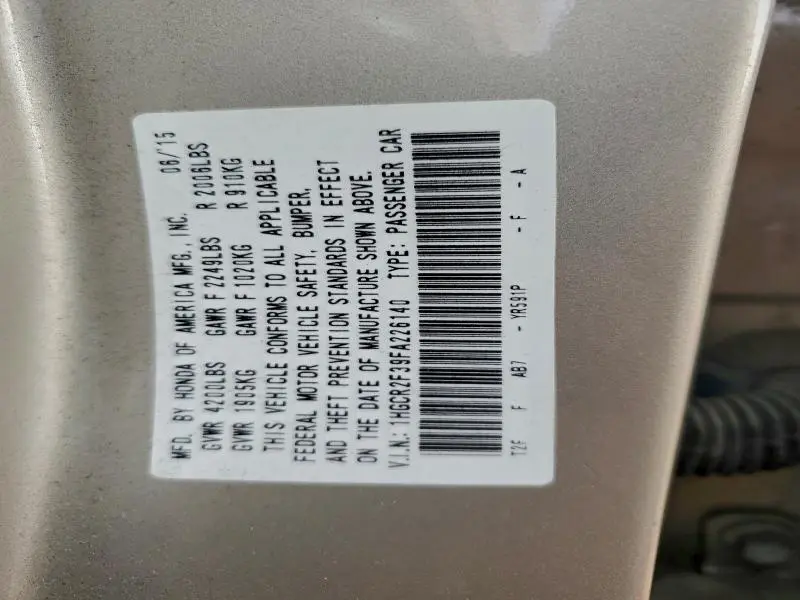 MFD. BY HONDA OF AMERICA MFG., INC. 06/15
GVWR 4200LBS GAWR F 2249LBS R 2006LBS
GVWR 1905KG GAWR F 1020KG R 910KG
THIS VEHICLE CONFORMS TO ALL APPLICABLE
FEDERAL MOTOR VEHICLE SAFETY, BUMPER,
AND THEFT PREVENTION STANDARDS IN EFFECT
ON THE DATE OF MANUFACTURE SHOWN ABOVE.
V.I.N.: 1HGCR2F39FA226140 TYPE: PASSENGER CAR
T2F F AB7 - YR591P - F - A